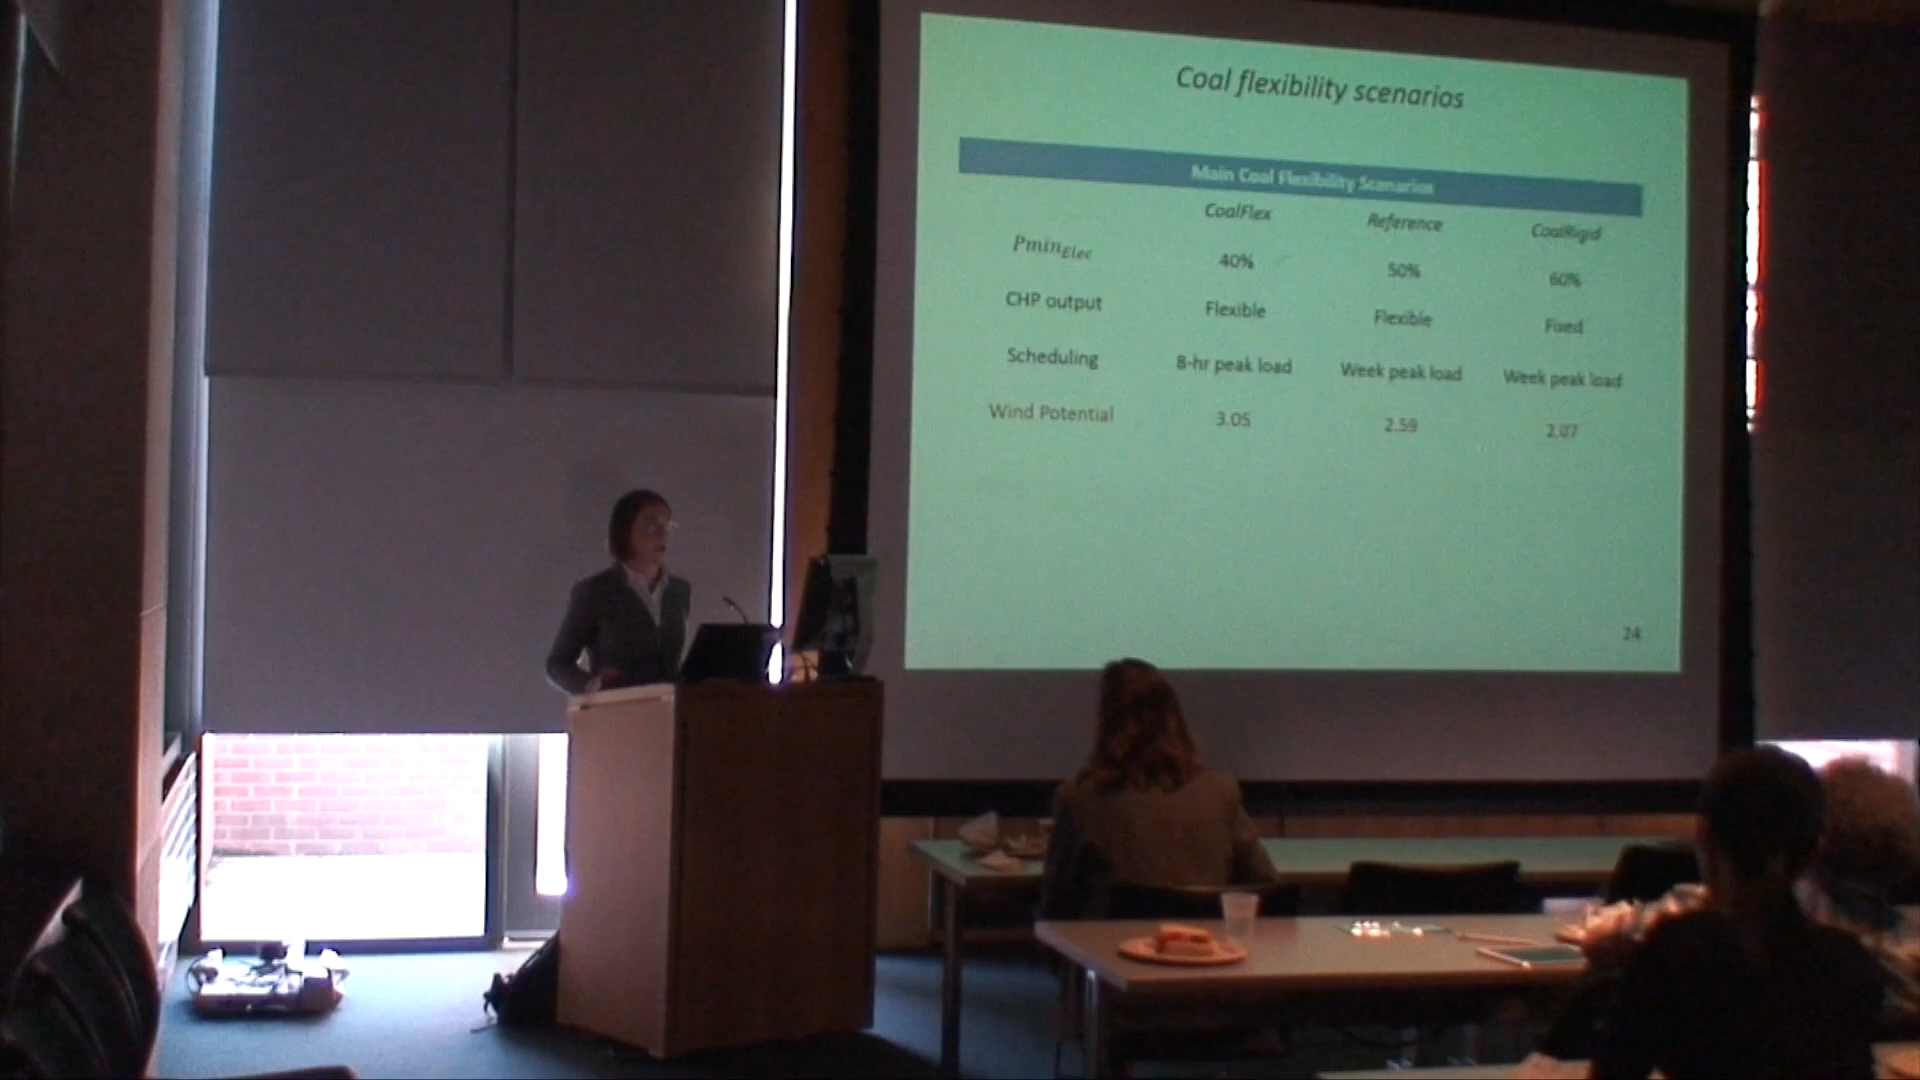 Coal flexibility scenarios
Main Coal Flexibility Scenarios
CoalFlex Reference CoalRigid
PminElec 40% 50% 60%
CHP output Flexible Flexible Fixed
Scheduling 8-hr peak load Week peak load Week peak load
Wind Potential 3.05 2.59 2.07
24